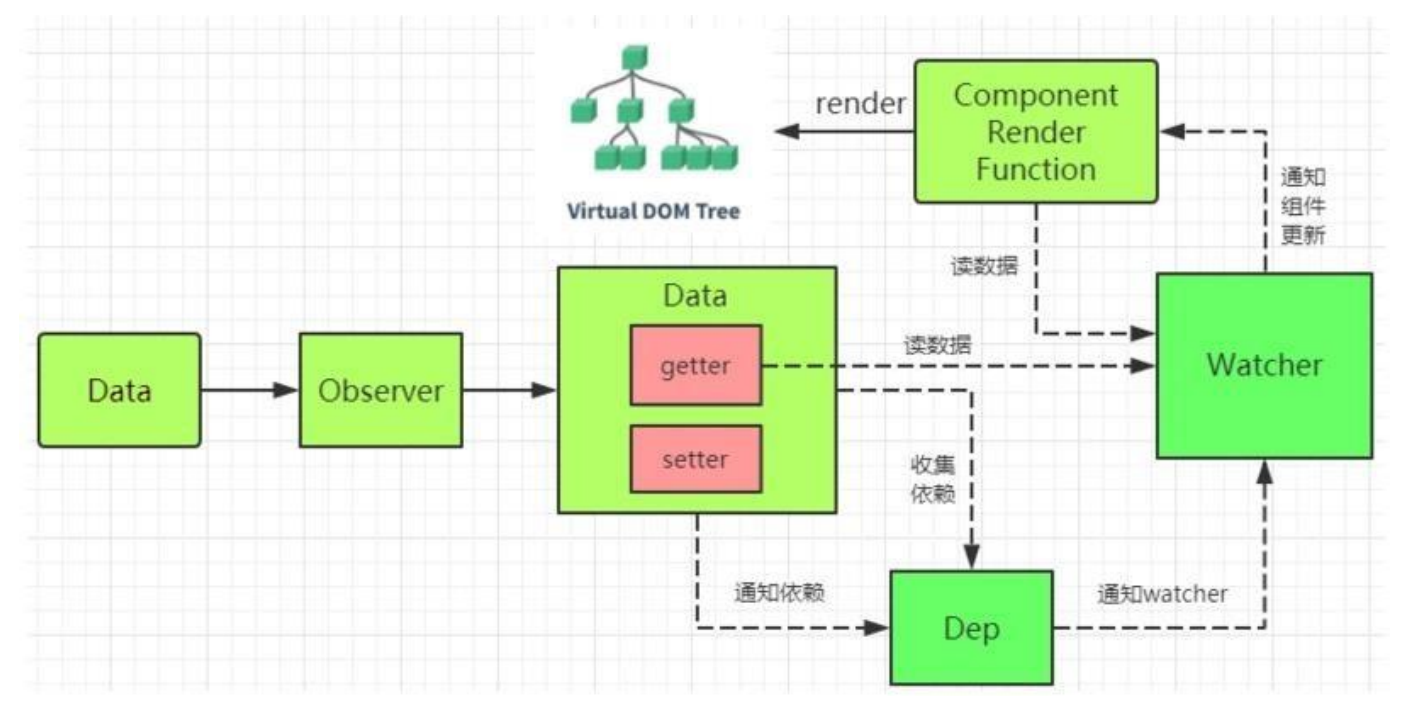 render
Component
Render
Function
Virtual DOM Tree
通知
组件
更新
读数据
Data
Observer
Data
getter
setter
读数据
Watcher
收集
依赖
通知依赖
Dep
通知watcher